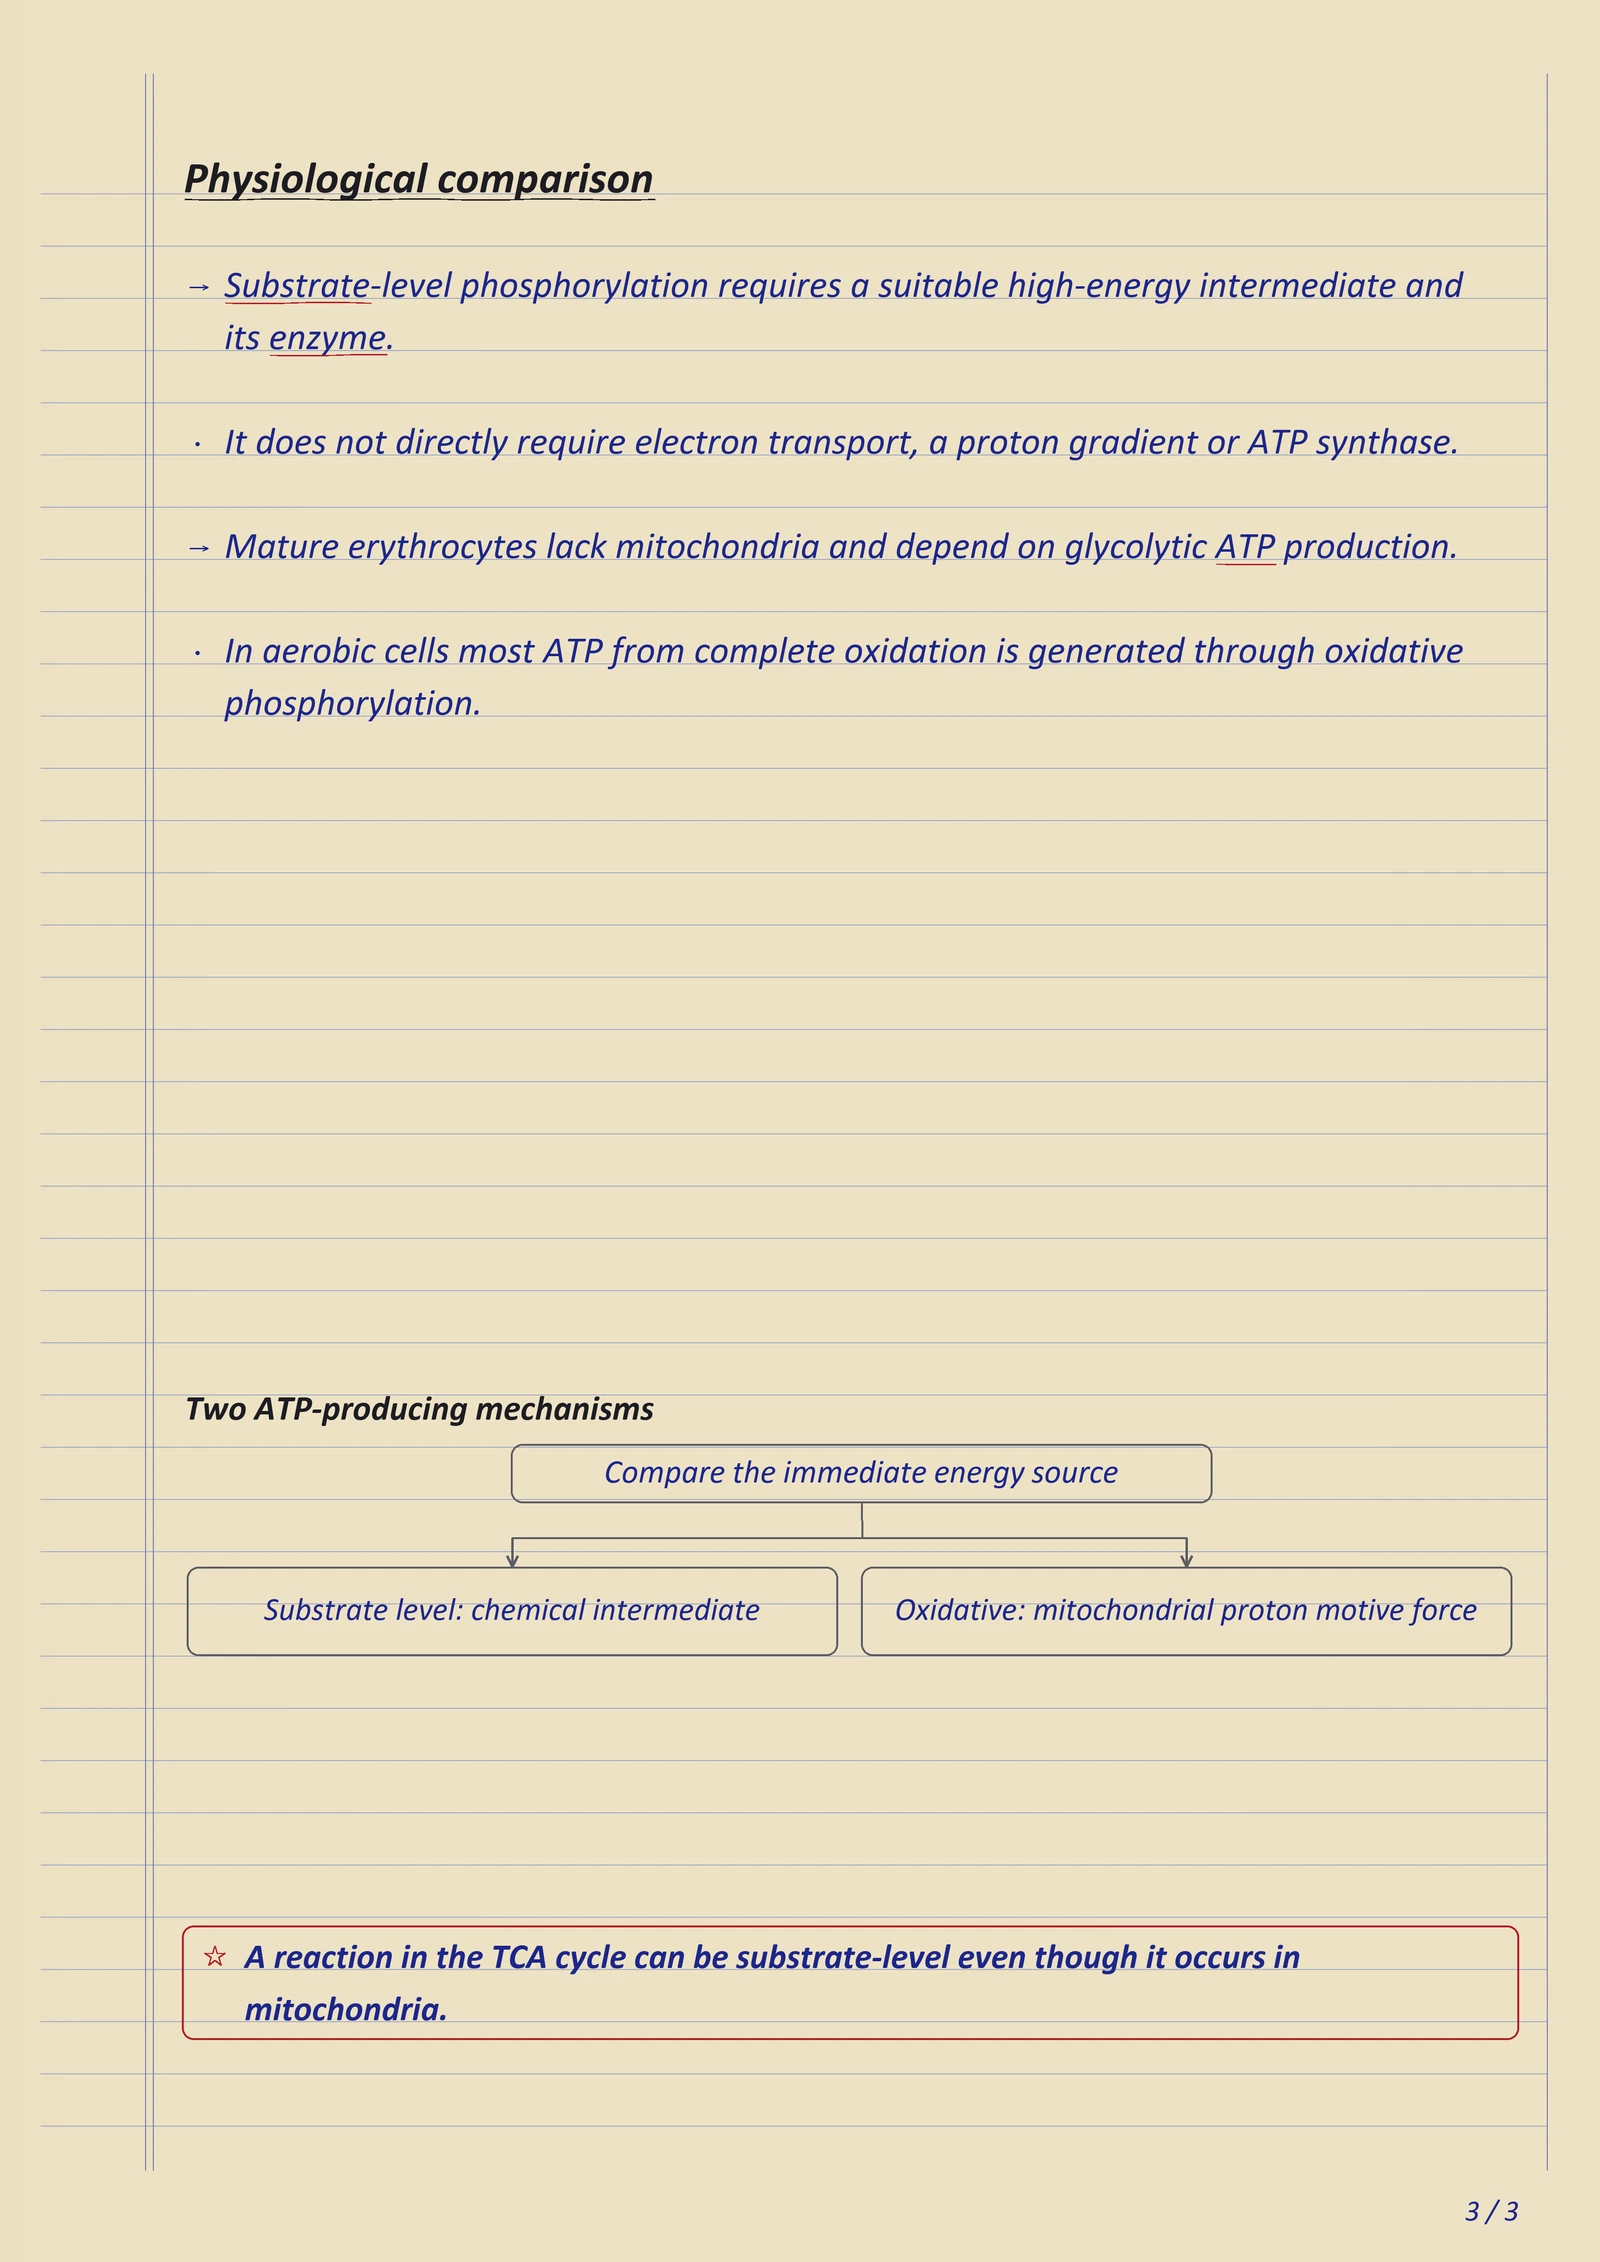 Physiological comparison
→ Substrate-level phosphorylation requires a suitable high-energy intermediate and
its enzyme.
· It does not directly require electron transport, a proton gradient or ATP synthase.
→ Mature erythrocytes lack mitochondria and depend on glycolytic ATP production.
· In aerobic cells most ATP from complete oxidation is generated through oxidative
phosphorylation.
Two ATP-producing mechanisms
Compare the immediate energy source
Substrate level: chemical intermediate
Oxidative: mitochondrial proton motive force
☆ A reaction in the TCA cycle can be substrate-level even though it occurs in
mitochondria.
3 / 3